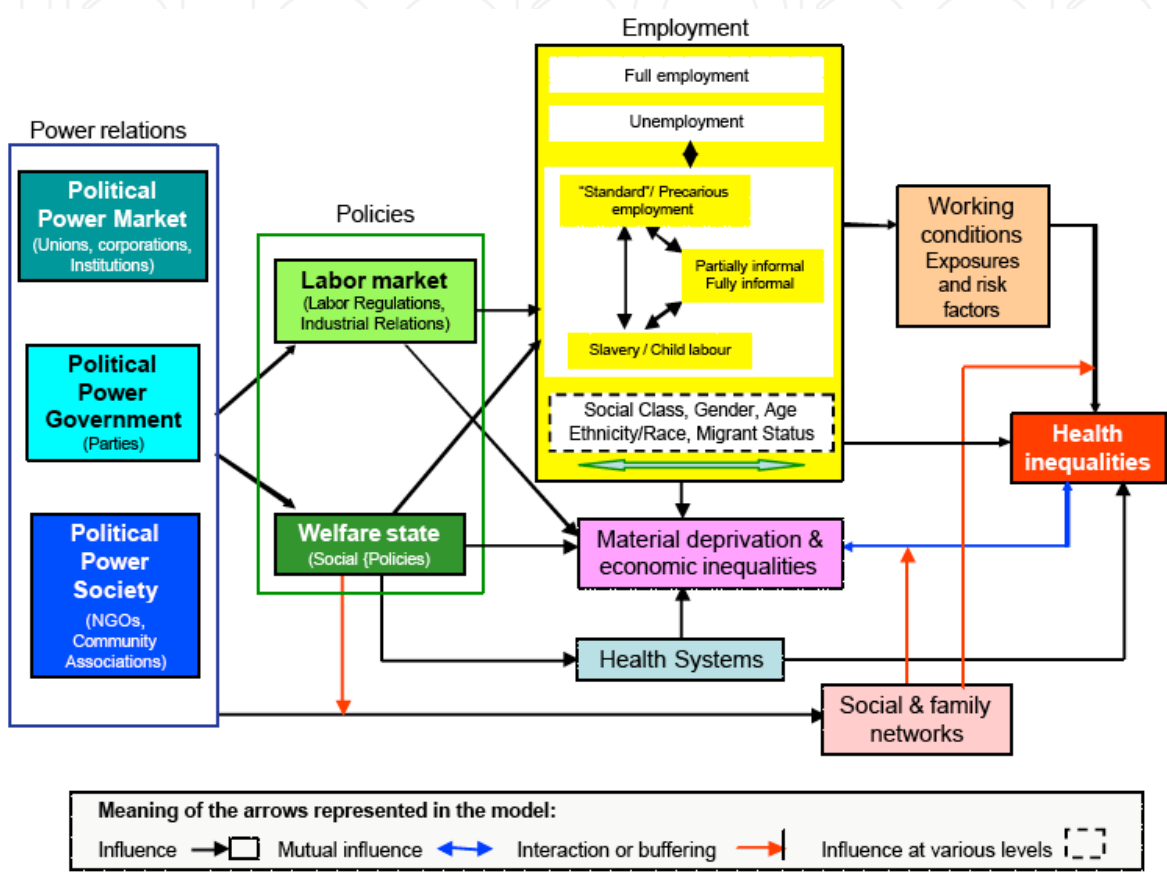 Employment
Full employment
Unemployment
"Standard"/ Precarious
employment
Partially informal
Fully informal
Slavery / Child labour
Social Class, Gender, Age
Ethnicity/Race, Migrant Status
Power relations
Political
Power Market
(Unions, corporations,
Institutions)
Political
Power
Government
(Parties)
Political
Power
Society
(NGOs,
Community
Associations)
Policies
Labor market
(Labor Regulations,
Industrial Relations)
Welfare state
(Social {Policies)
Working
conditions
Exposures
and risk
factors
Health
inequalities
Material deprivation &
economic inequalities
Health Systems
Social & family
networks
Meaning of the arrows represented in the model:
Influence Mutual influence Interaction or buffering Influence at various levels